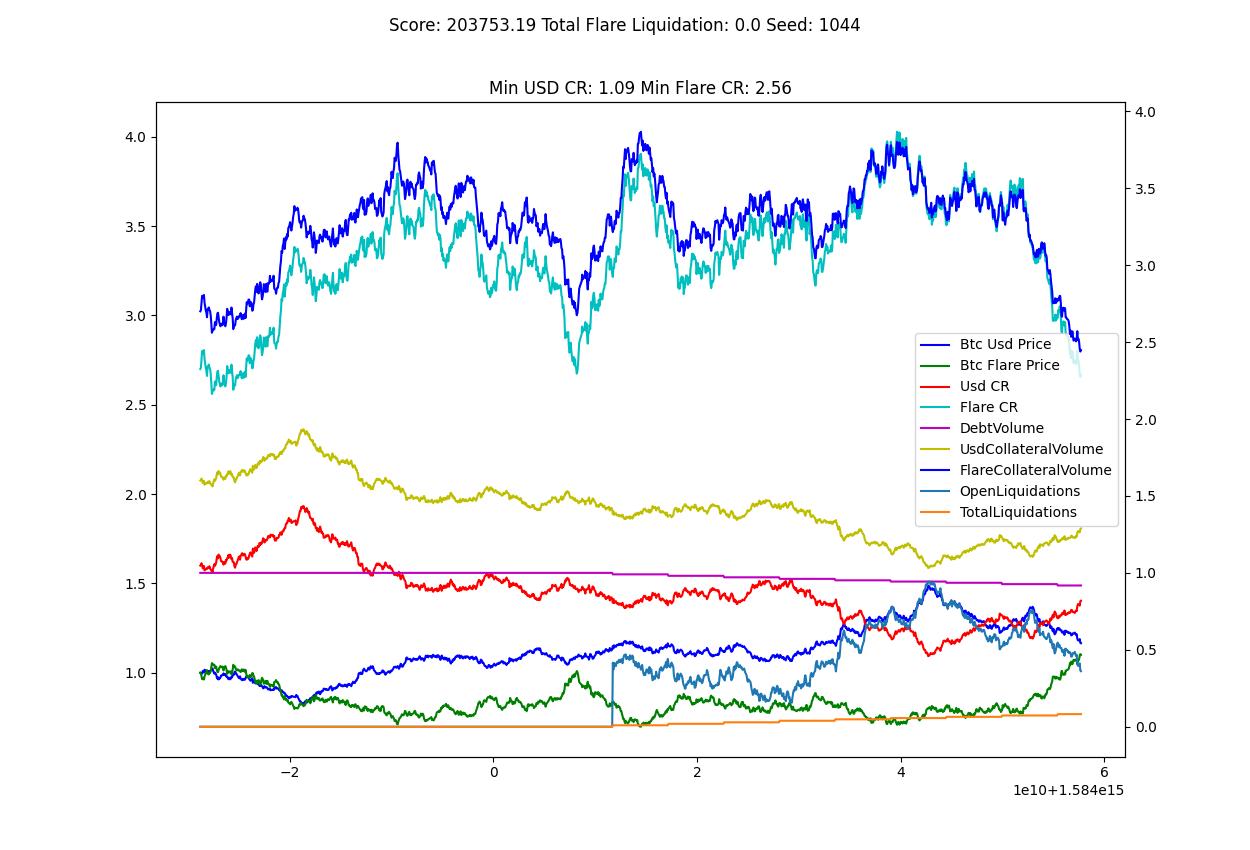 Score: 203753.19 Total Flare Liquidation: 0.0 Seed: 1044
Min USD CR: 1.09 Min Flare CR: 2.56
4.0
3.5
3.0
2.5
2.0
1.5
1.0
4.0
3.5
3.0
2.5
2.0
1.5
1.0
0.5
0.0
Btc Usd Price
Btc Flare Price
Usd CR
Flare CR
DebtVolume
UsdCollateralVolume
FlareCollateralVolume
OpenLiquidations
TotalLiquidations
−2 0 2 4 6
1e10+1.584e15